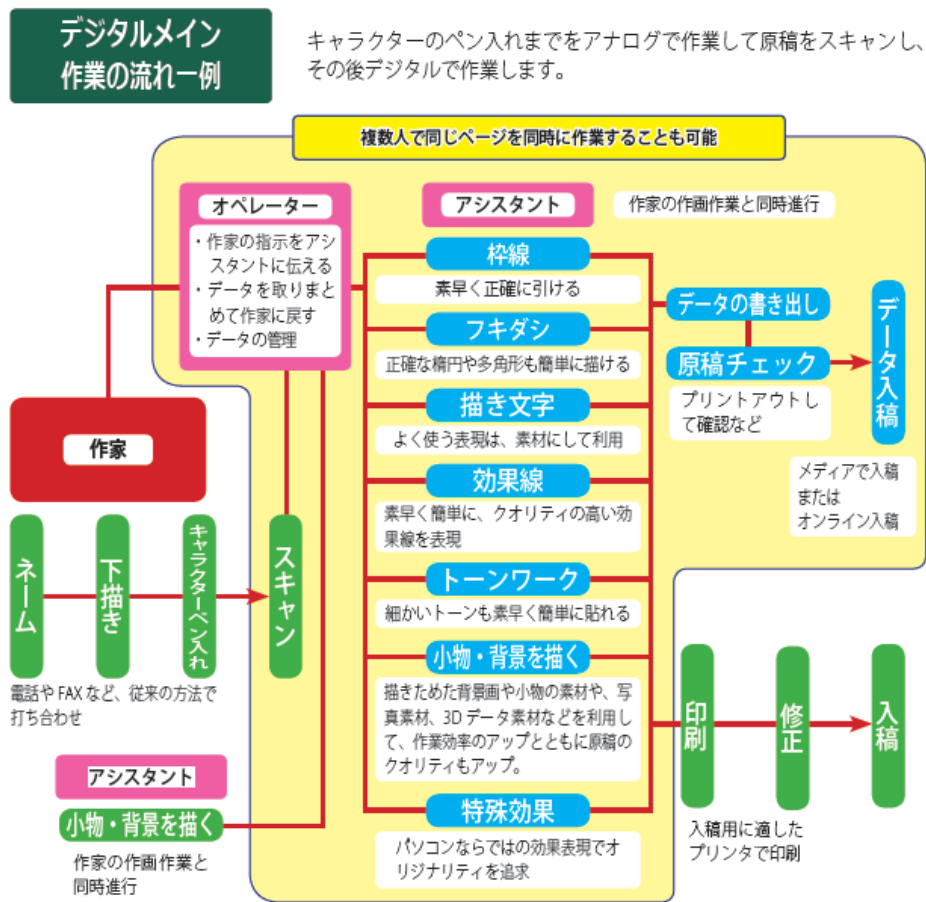 デジタルメイン
作業の流れ一例
キャラクターのペン入れまでをアナログで作業して原稿をスキャンし、
その後デジタルで作業します。
複数人で同じページを同時に作業することも可能
オペレーター
・作家の指示をアシ
スタントに伝える
・データを取りまと
めて作家に戻す
・データの管理
アシスタント
作家の作画作業と同時進行
枠線
素早く正確に引ける
フキダシ
正確な楕円や多角形も簡単に描ける
描き文字
よく使う表現は、素材にして利用
効果線
素早く簡単に、クオリティの高い効
果線を表現
トーンワーク
細かいトーンも素早く簡単に貼れる
小物・背景を描く
描きためた背景画や小物の素材や、写
真素材、3Dデータ素材などを利用し
て、作業効率のアップとともに原稿の
クオリティもアップ。
特殊効果
パソコンならではの効果表現でオ
リジナリティを追求
データの書き出し
原稿チェック
プリントアウトし
て確認など
データ入稿
メディアで入稿
または
オンライン入稿
作家
ネーム
下描き
キャラクターペン入れ
スキャン
電話や FAX など、従来の方法で
打ち合わせ
アシスタント
小物・背景を描く
作家の作画作業と
同時進行
印刷
修正
入稿
入稿用に適した
プリンタで印刷